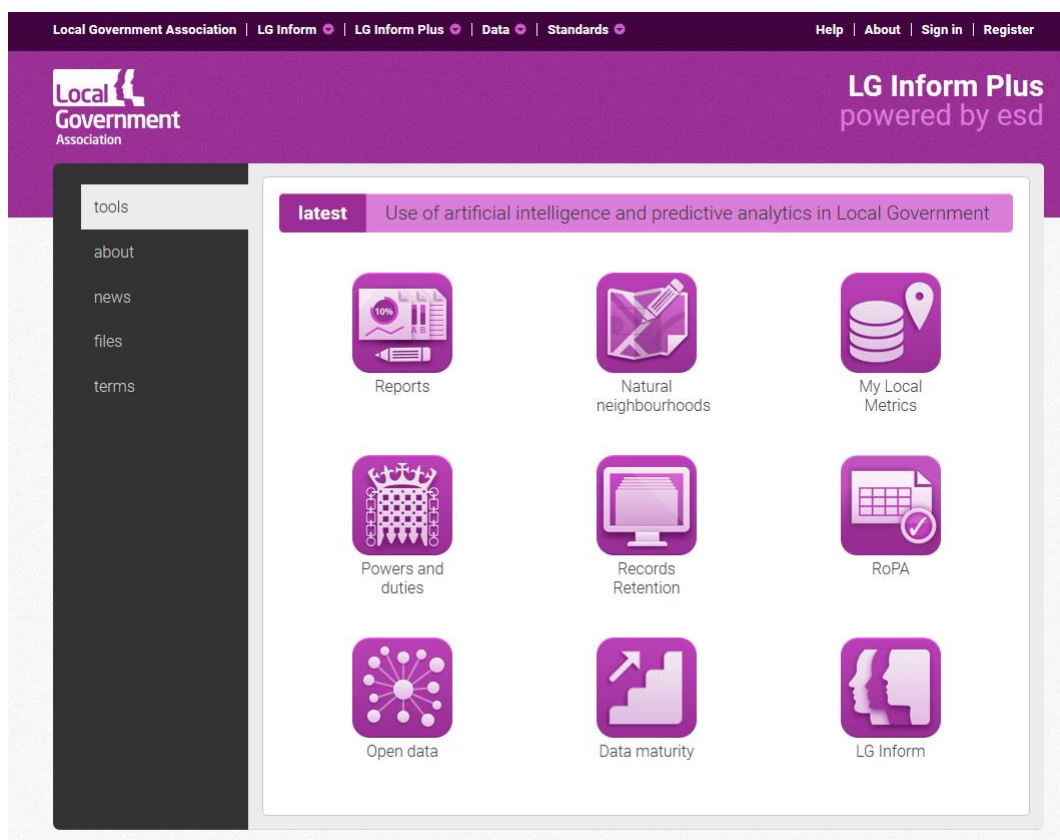 Local Government Association | LG Inform | LG Inform Plus | Data | Standards
Help | About | Sign in | Register
Local
Government
Association
LG Inform Plus
powered by esd
tools
about
news
files
terms
latest
Use of artificial intelligence and predictive analytics in Local Government
10%
A B
Reports
Natural
neighbourhoods
My Local
Metrics
Powers and
duties
Records
Retention
RoPA
Open data
Data maturity
LG Inform